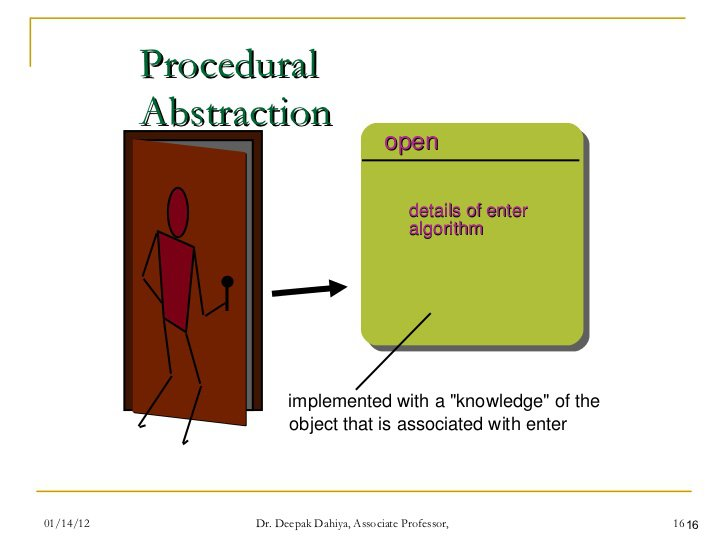 Procedural
Abstraction
open
details of enter
algorithm
implemented with a "knowledge" of the
object that is associated with enter
01/14/12
Dr. Deepak Dahiya, Associate Professor,
16
16